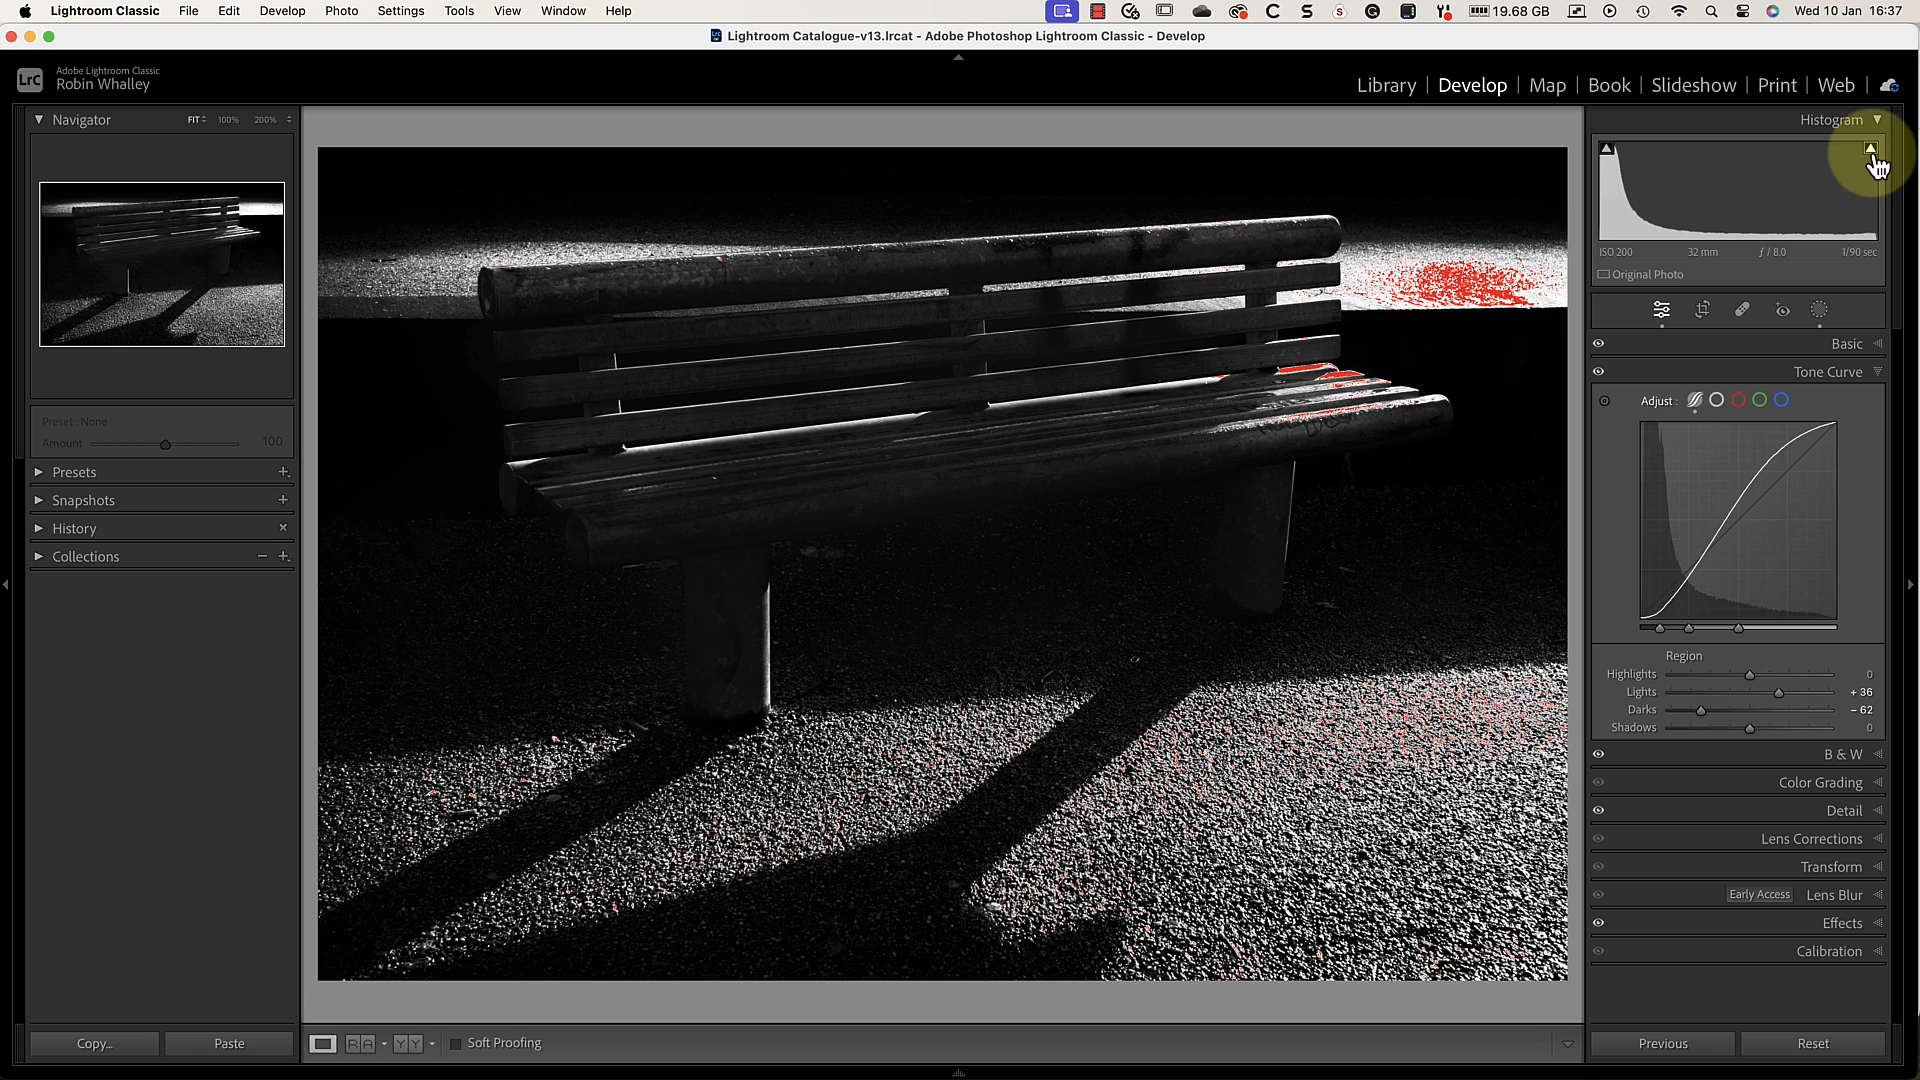 Lightroom Classic File Edit Develop Photo Settings Tools View Window Help 19.68 GB Wed 10 Jan 16:37
Lightroom Catalogue-v13.lrcat - Adobe Photoshop Lightroom Classic - Develop
LrC Adobe Lightroom Classic
Robin Whalley
Library | Develop | Map | Book | Slideshow | Print | Web |
Navigator FIT 100% 200%
Histogram
ISO 200 32 mm ƒ / 8.0 1/90 sec
Original Photo
Basic
Tone Curve
Adjust :
Preset : None
Amount 100
Presets
Snapshots
History
Collections
Region
Highlights 0
Lights + 36
Darks − 62
Shadows 0
B & W
Color Grading
Detail
Lens Corrections
Transform
Early Access Lens Blur
Effects
Calibration
Copy... Paste
R A Y Y Soft Proofing
Previous Reset